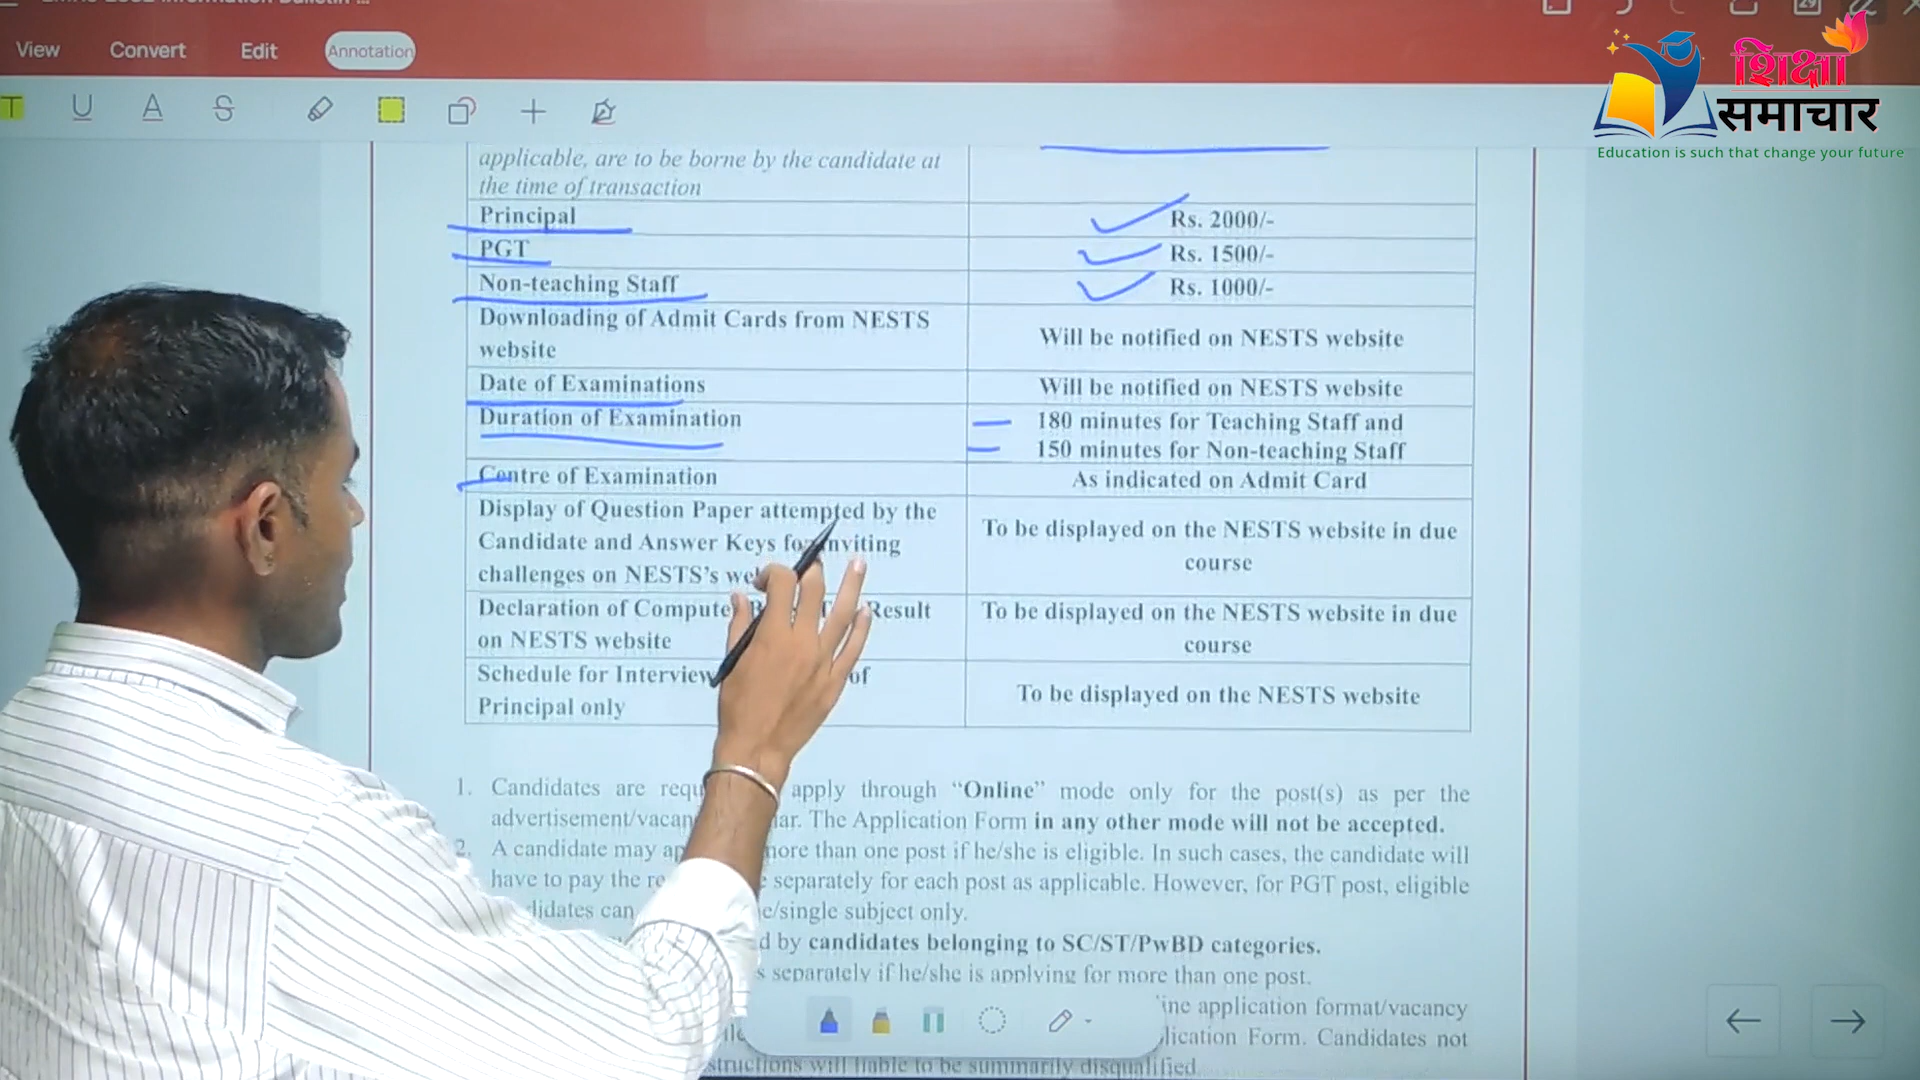 View Convert Edit Annotation
T U A S
शिक्षा
समाचार
Education is such that change your future
applicable, are to be borne by the candidate at
the time of transaction
Principal Rs. 2000/-
PGT Rs. 1500/-
Non-teaching Staff Rs. 1000/-
Downloading of Admit Cards from NESTS
website
Will be notified on NESTS website
Date of Examinations Will be notified on NESTS website
Duration of Examination
180 minutes for Teaching Staff and
150 minutes for Non-teaching Staff
Centre of Examination As indicated on Admit Card
Display of Question Paper attempted by the
Candidate and Answer Keys for inviting
challenges on NESTS's
To be displayed on the NESTS website in due
course
Declaration of Result
on NESTS website
To be displayed on the NESTS website in due
course
Schedule for Interview of
Principal only
To be displayed on the NESTS website
1. Candidates are apply through “Online” mode only for the post(s) as per the
The Application Form in any other mode will not be accepted.
2. A candidate may more than one post if he/she is eligible. In such cases, the candidate will
have to pay the separately for each post as applicable. However, for PGT post, eligible
can single subject only.
by candidates belonging to SC/ST/PwBD categories.
separately if he/she is applying for more than one post.
application format/vacancy
Form. Candidates not
will liable to be summarily disqualified